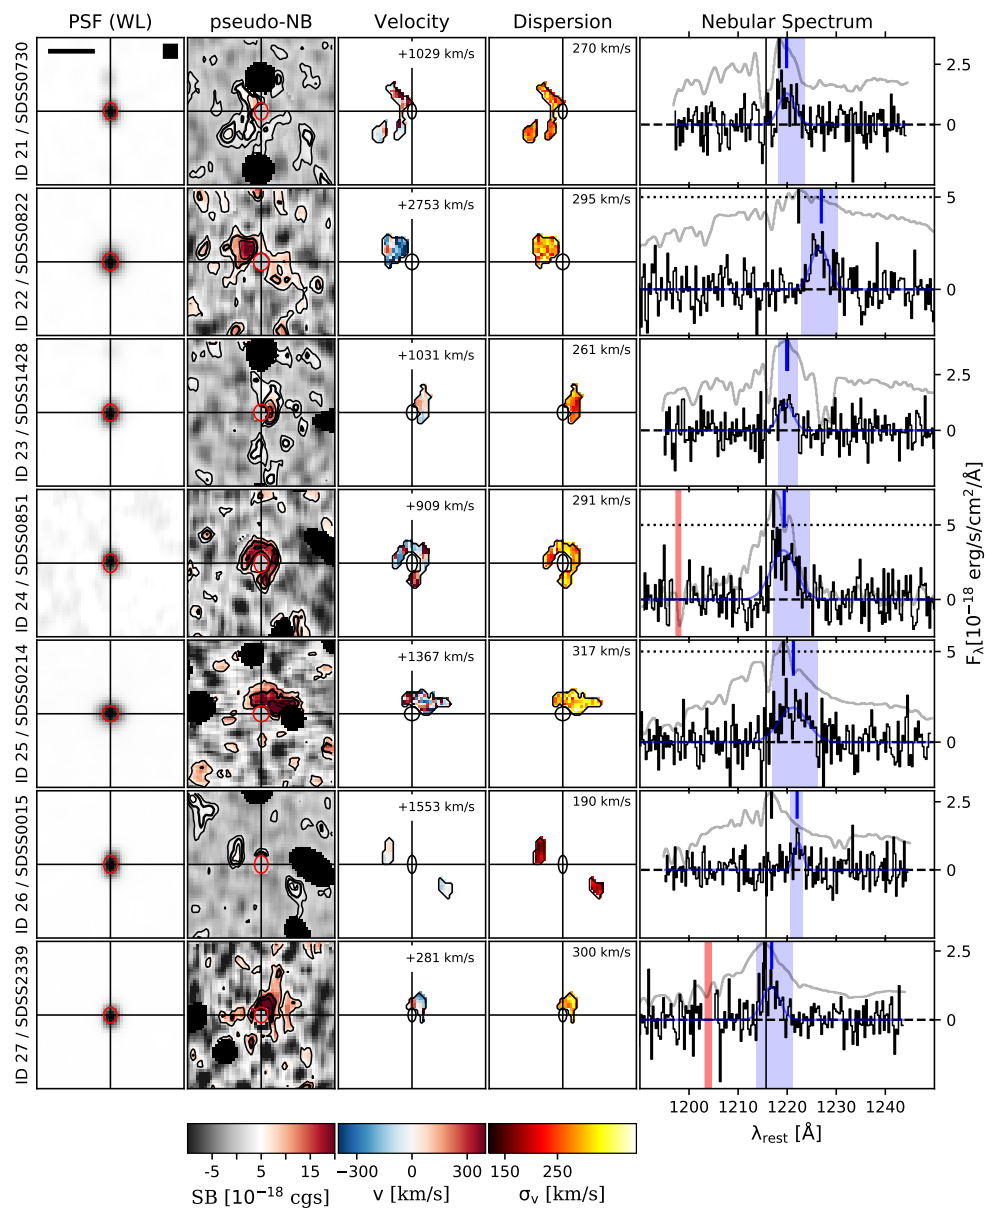 PSF (WL) pseudo-NB Velocity Dispersion Nebular Spectrum
ID 21 / SDSS0730 +1029 km/s 270 km/s 2.5 0
ID 22 / SDSS0822 +2753 km/s 295 km/s 5 0
ID 23 / SDSS1428 +1031 km/s 261 km/s 2.5 0
ID 24 / SDSS0851 +909 km/s 291 km/s 5 0
ID 25 / SDSS0214 +1367 km/s 317 km/s 5 0
ID 26 / SDSS0015 +1553 km/s 190 km/s 2.5 0
ID 27 / SDSS2339 +281 km/s 300 km/s 2.5 0
F_λ[10⁻¹⁸ erg/s/cm²/Å]
1200 1210 1220 1230 1240
λ_rest [Å]
-5 5 15 −300 0 300 150 250
SB [10⁻¹⁸ cgs] v [km/s] σ_v [km/s]